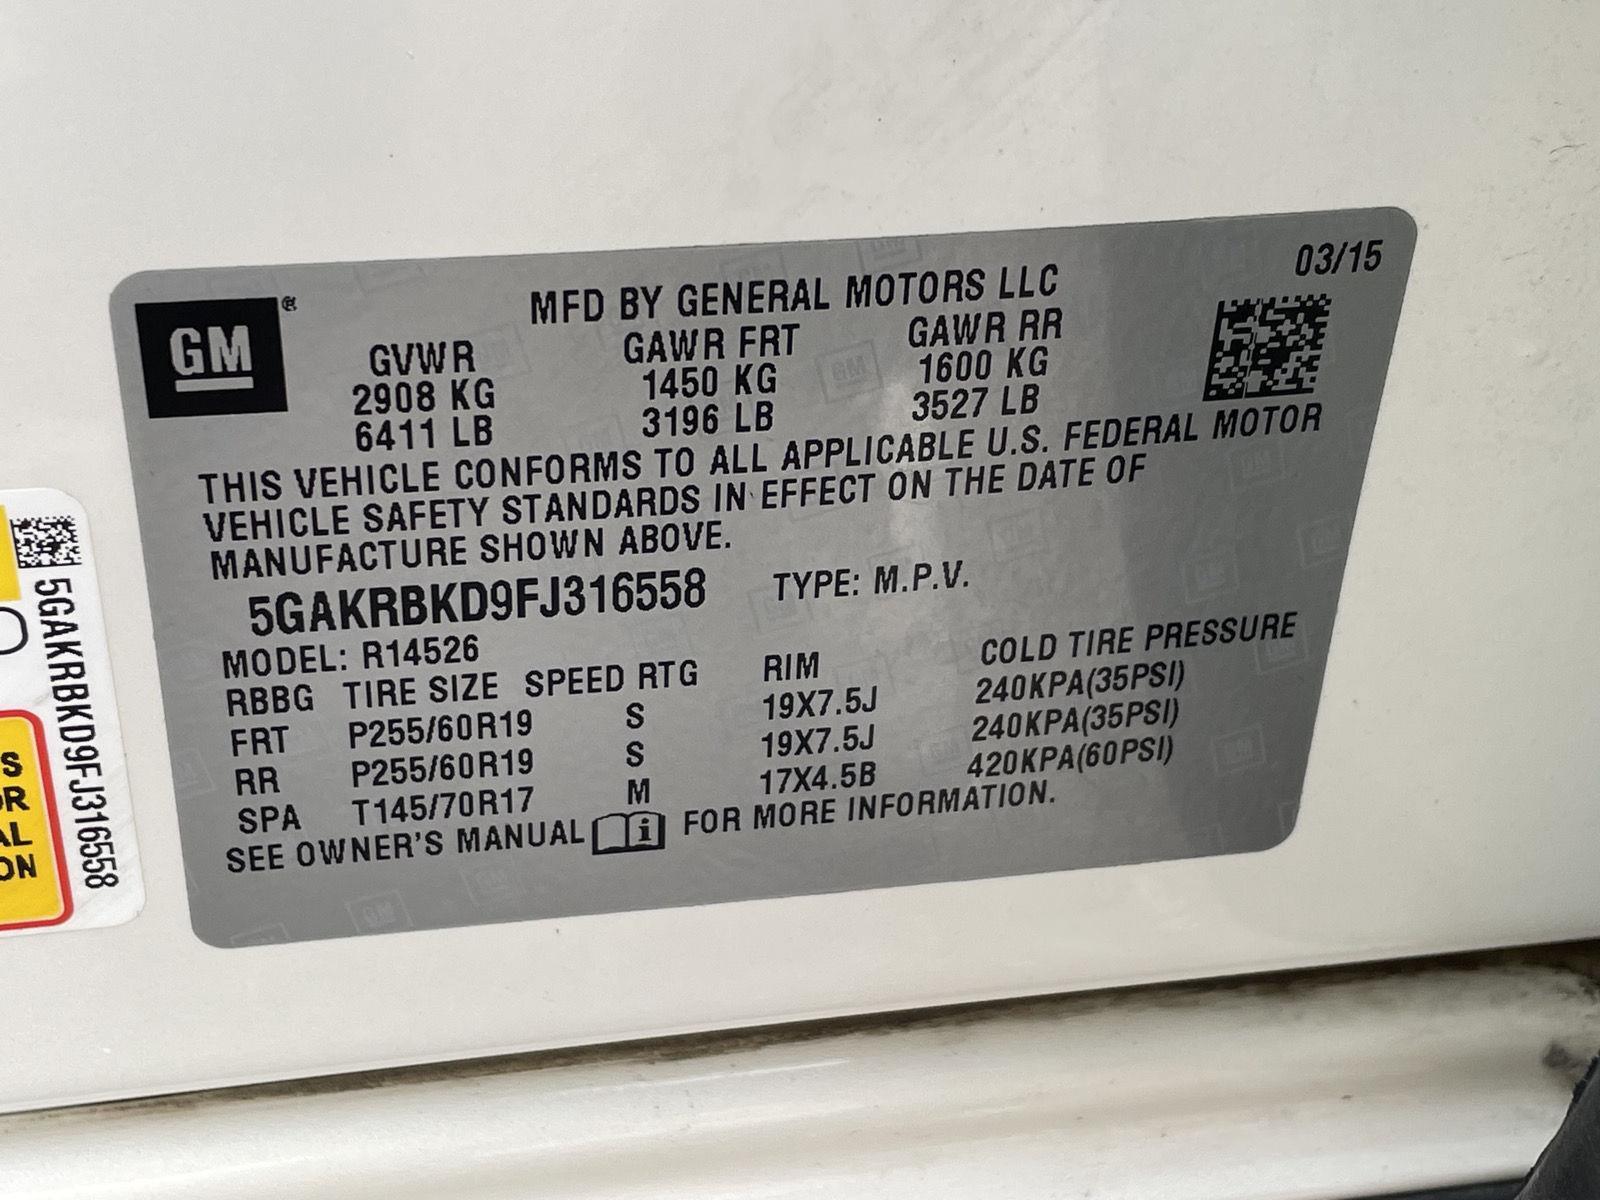 03/15
GM®
MFD BY GENERAL MOTORS LLC
GVWR GAWR FRT GAWR RR
2908 KG 1450 KG 1600 KG
6411 LB 3196 LB 3527 LB
THIS VEHICLE CONFORMS TO ALL APPLICABLE U.S. FEDERAL MOTOR
VEHICLE SAFETY STANDARDS IN EFFECT ON THE DATE OF
MANUFACTURE SHOWN ABOVE.
5GAKRBKD9FJ316558 TYPE: M.P.V.
MODEL: R14526
RBBG TIRE SIZE SPEED RTG RIM COLD TIRE PRESSURE
FRT P255/60R19 S 19X7.5J 240KPA(35PSI)
RR P255/60R19 S 19X7.5J 240KPA(35PSI)
SPA T145/70R17 M 17X4.5B 420KPA(60PSI)
SEE OWNER'S MANUAL i FOR MORE INFORMATION.
5GAKRBKD9FJ316558
S
OR
AL
ON